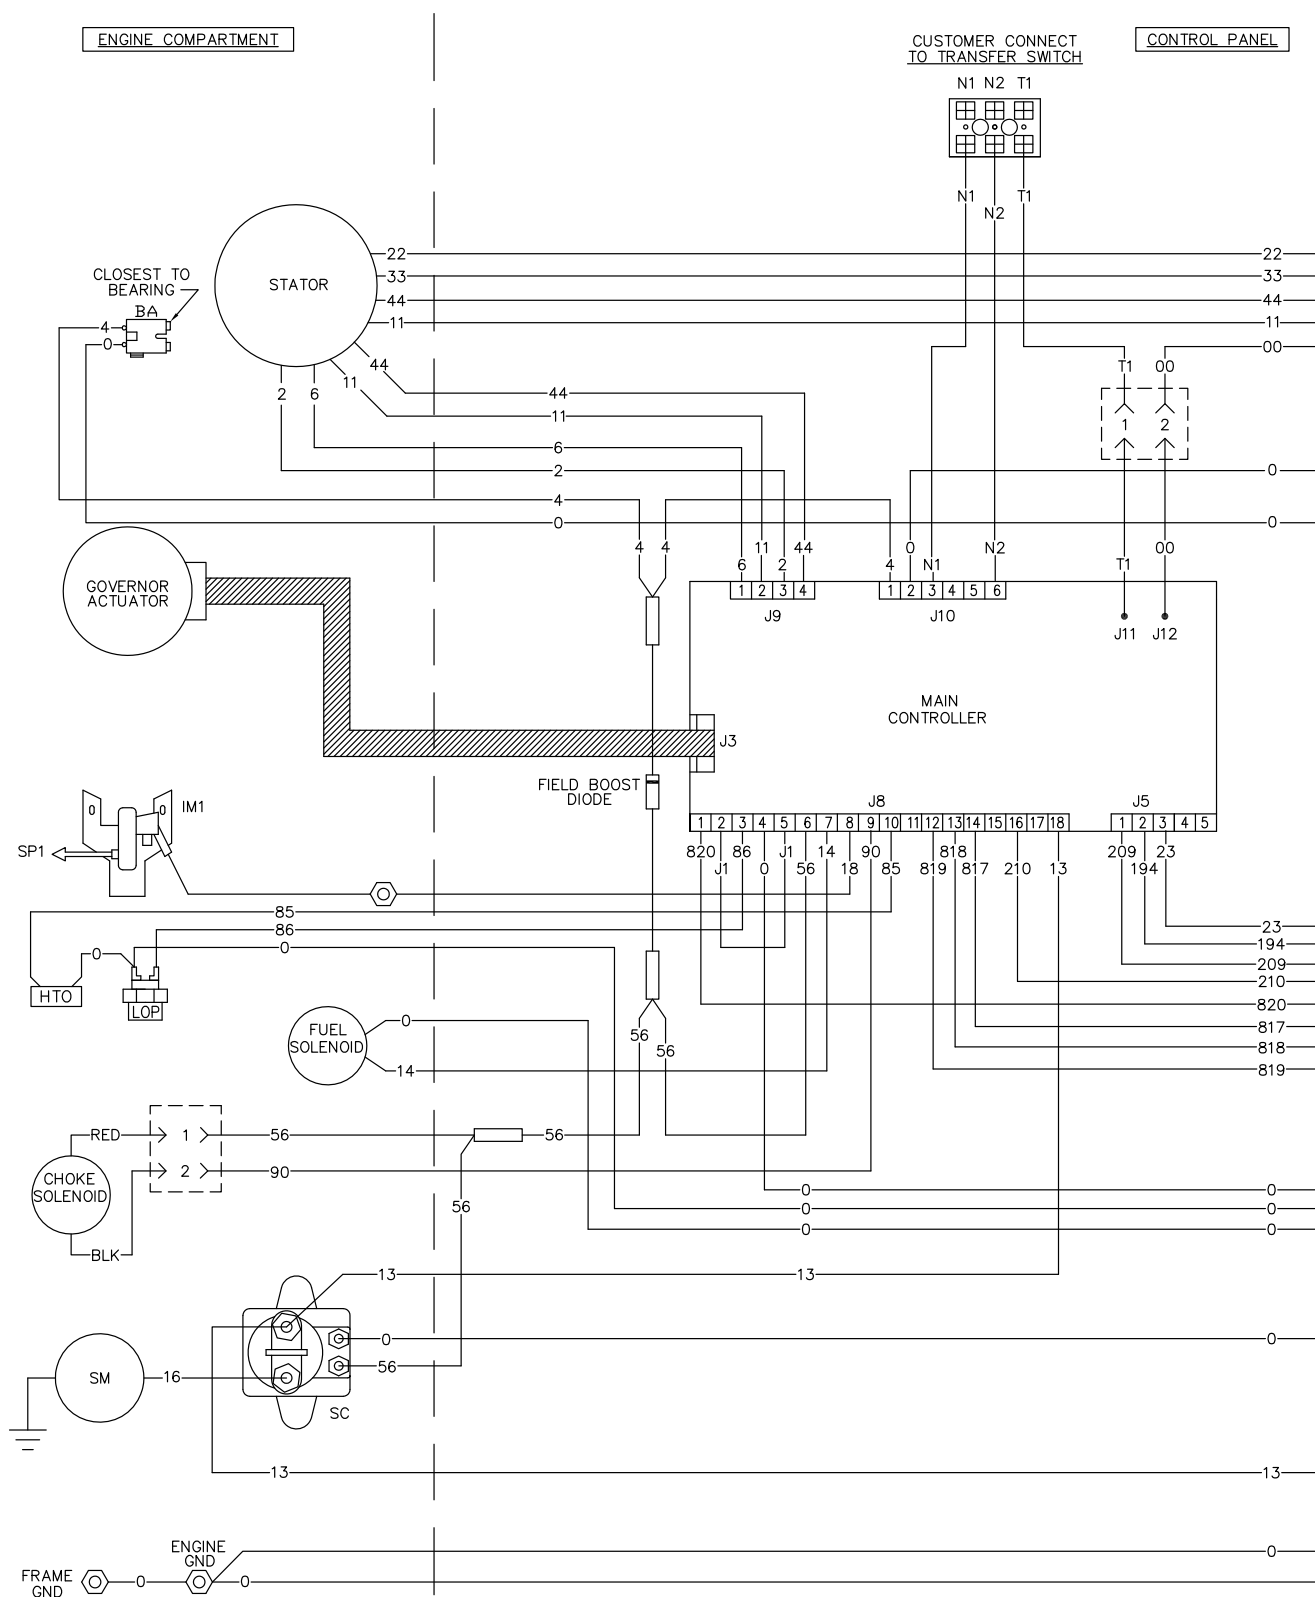 ENGINE COMPARTMENT
CUSTOMER CONNECT
TO TRANSFER SWITCH
CONTROL PANEL
N1 N2 T1
N1
N2
T1
STATOR
22
22
33
33
44
44
11
11
CLOSEST TO
BEARING
BA
4
0
00
T1 00
44
11
2 6
44
11
1 2
6
2
0
4
0
0
4 4
6 11 2 44
4 0 N1 N2
T1 00
GOVERNOR
ACTUATOR
1 2 3 4
1 2 3 4 5 6
J9
J10
J11 J12
MAIN
CONTROLLER
J3
FIELD BOOST
DIODE
IM1
SP1
J8
J5
1 2 3 4 5 6 7 8 9 10 11 12 13 14 15 16 17 18
1 2 3 4 5
820 86 J1 14 90 818 209 23
J1 0 56 18 85 819 817 210 13 194
85
86
0
0
HTO
LOP
23
194
209
210
820
817
818
819
FUEL
SOLENOID
0
14
56
56
RED
1
56
56
CHOKE
SOLENOID
2
90
BLK
56
0 0
0 0
0 0
13
13
0
0
56
SM
16
SC
13
13
ENGINE
GND
FRAME
GND
0
0
0